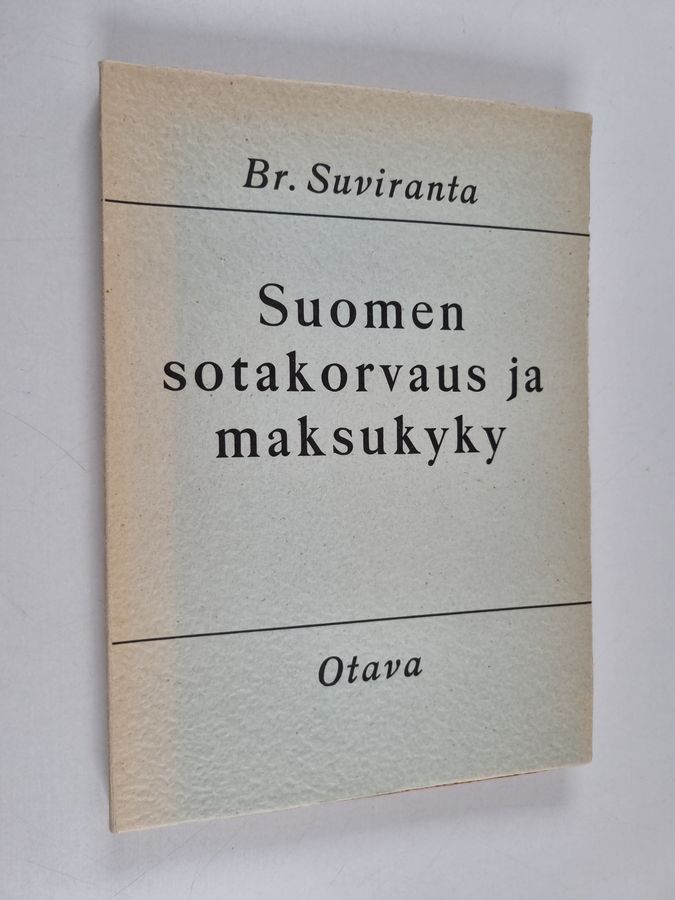 Br. Suviranta
Suomen
sotakorvaus ja
maksukyky
Otava